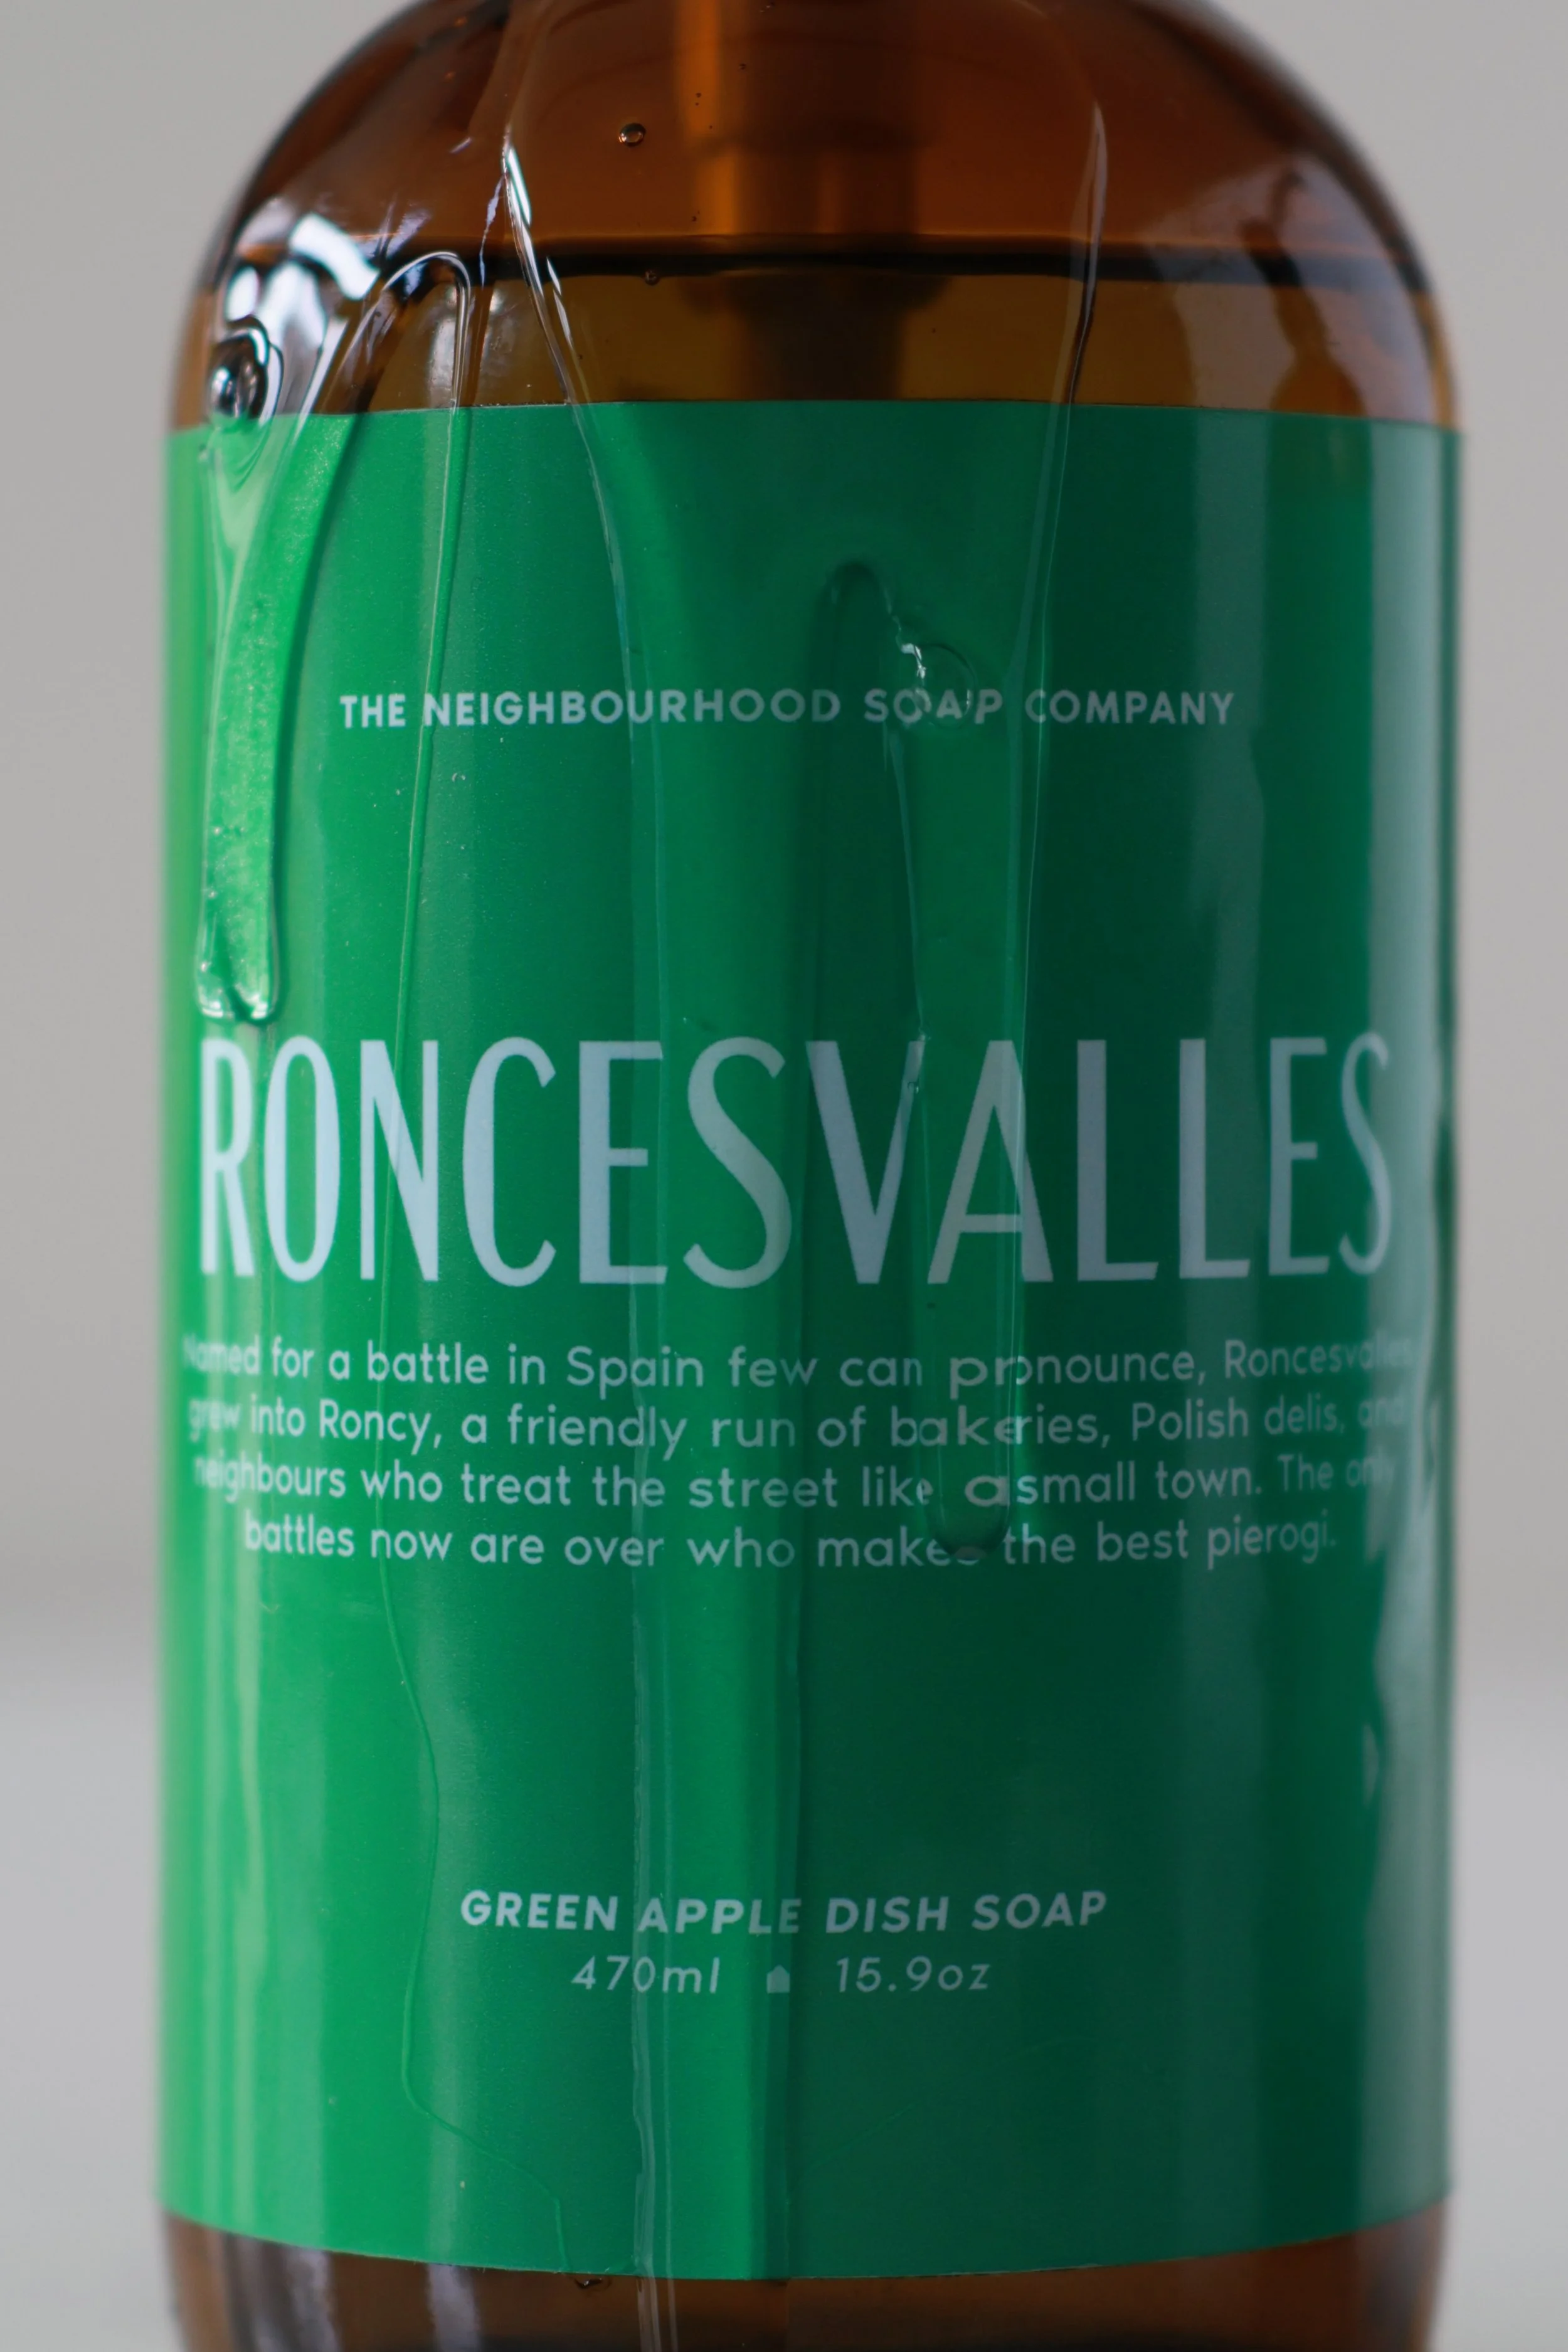 THE NEIGHBOURHOOD SOAP COMPANY
RONCESVALLES
Named for a battle in Spain few can pronounce, Roncesvalles
grew into Roncy, a friendly run of bakeries, Polish delis, and
neighbours who treat the street like a small town. The only
battles now are over who makes the best pierogi.
GREEN APPLE DISH SOAP
470ml 15.9oz